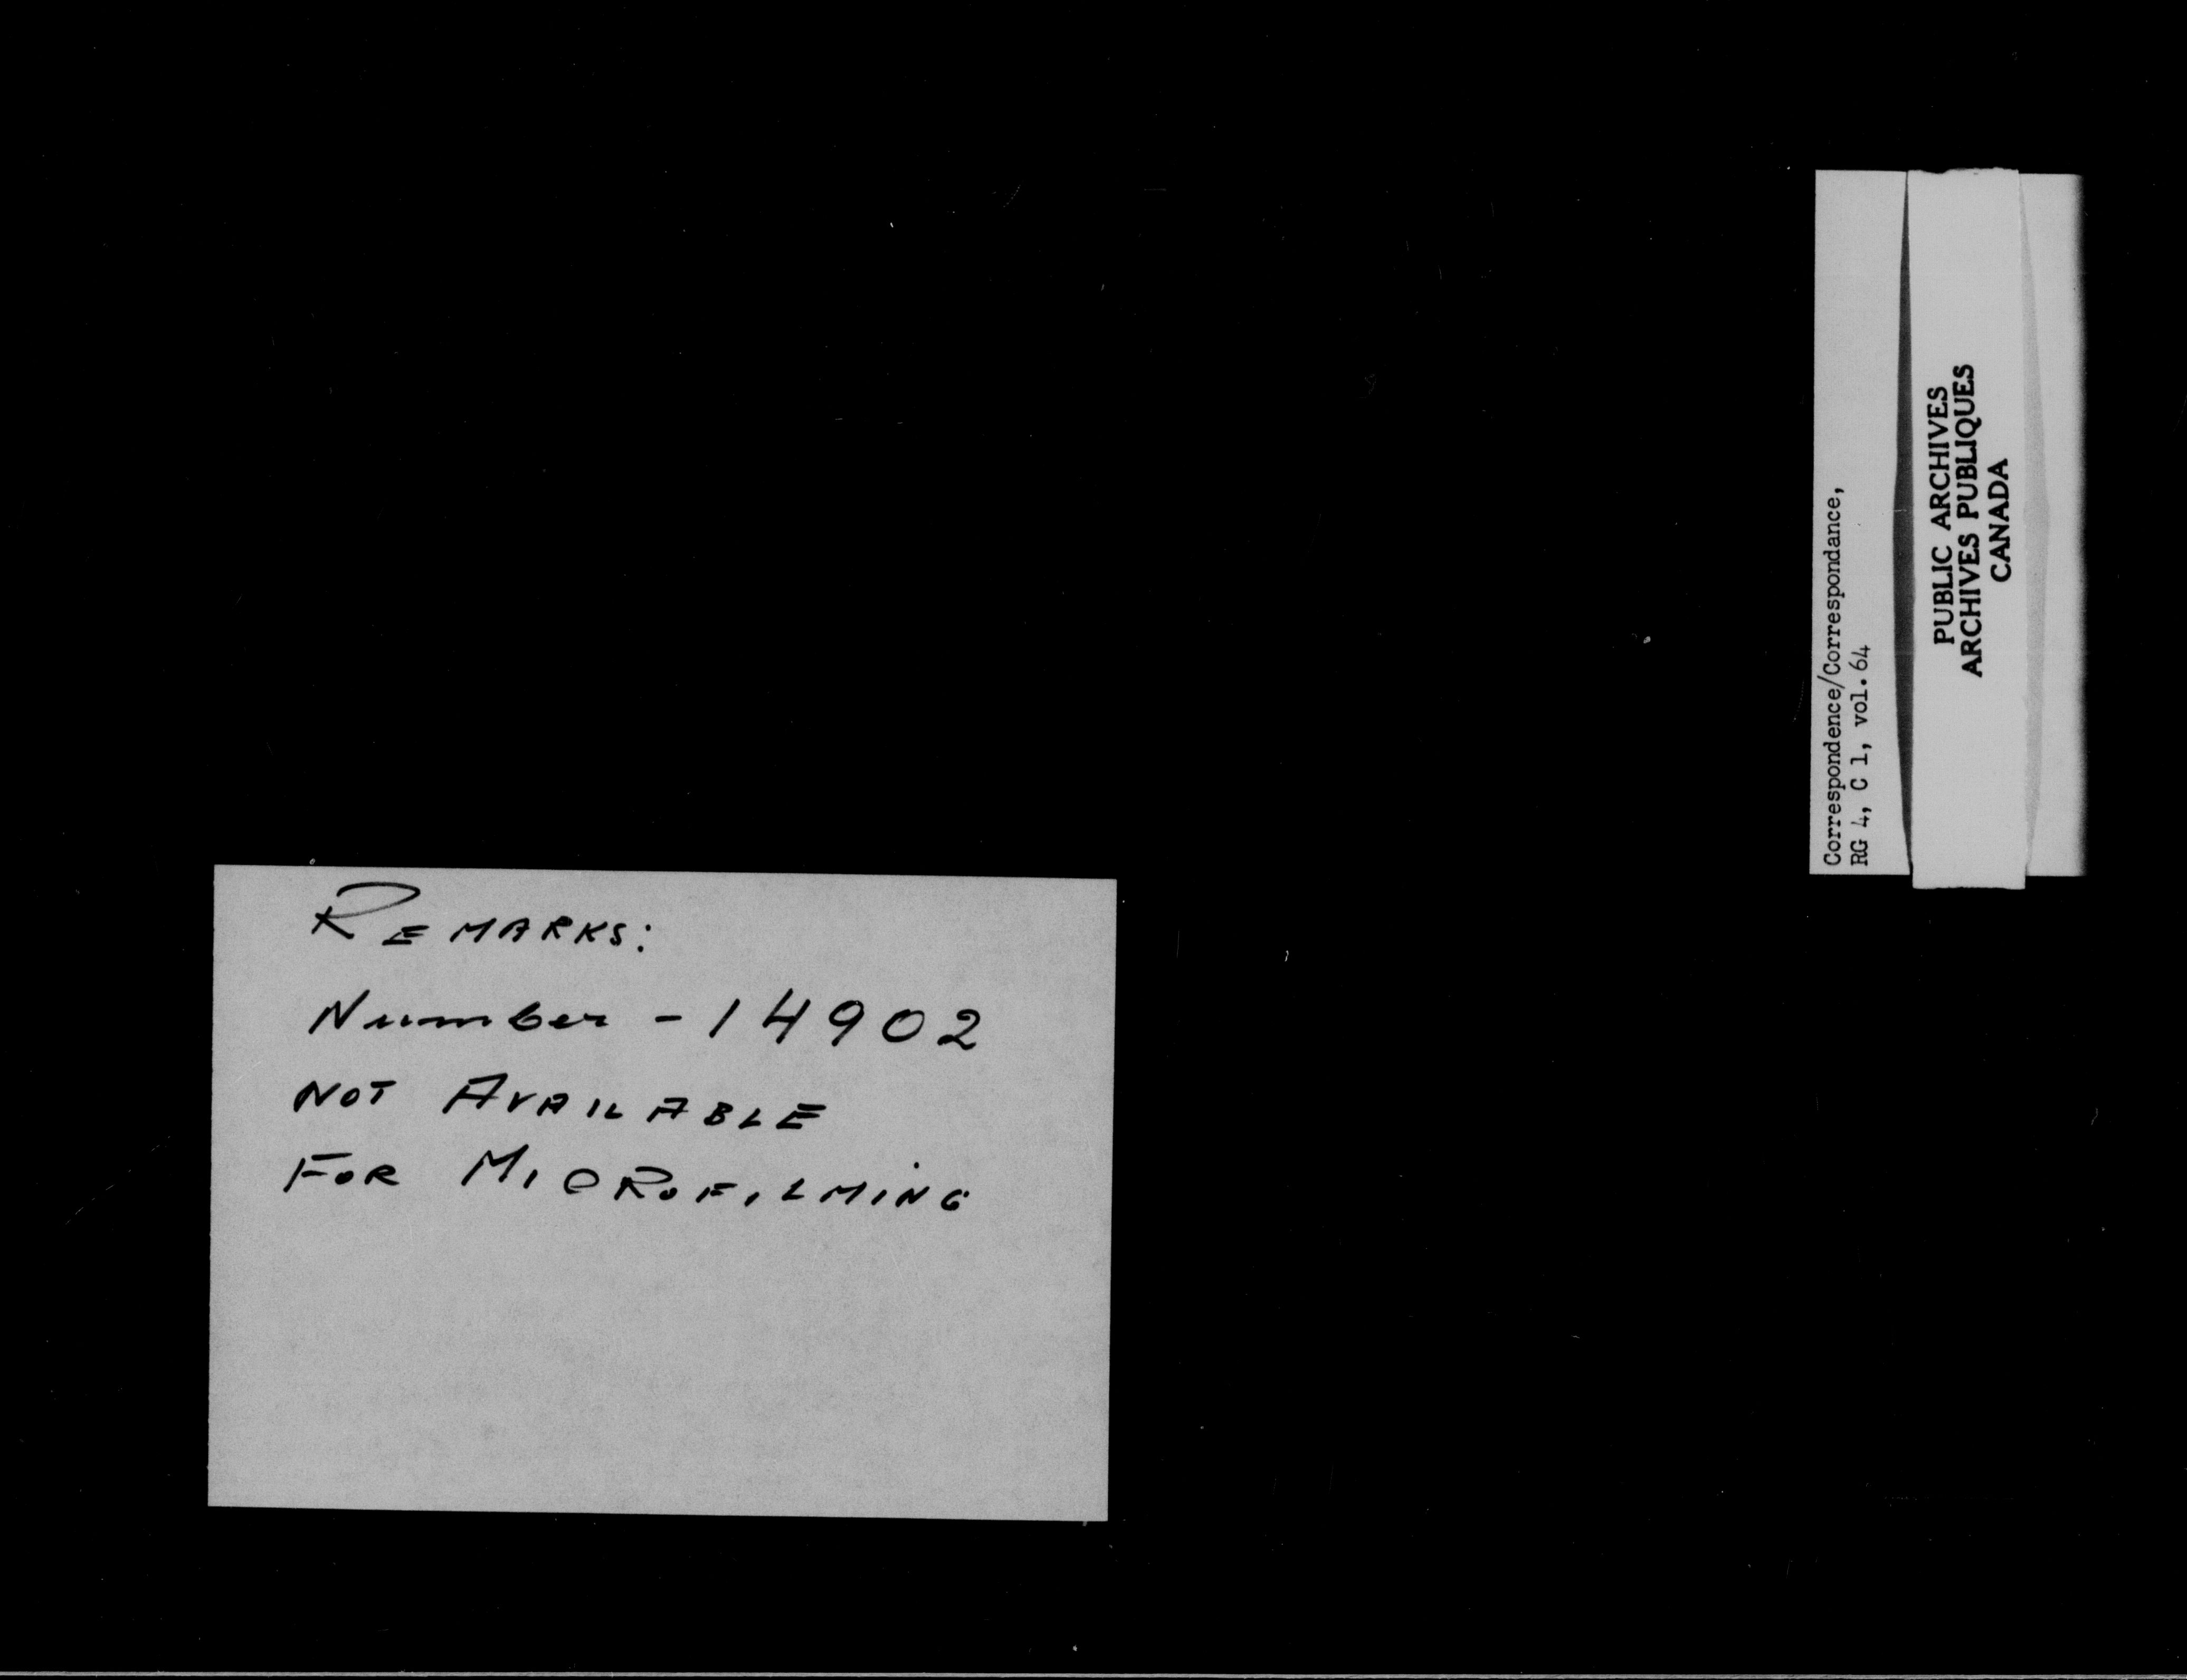 REMARKS:
Number - 14902
NOT AVAILABLE
FOR MICROFILMING
Correspondence/Correspondance,
RG 4, C 1, vol. 64
PUBLIC ARCHIVES
ARCHIVES PUBLIQUES
CANADA